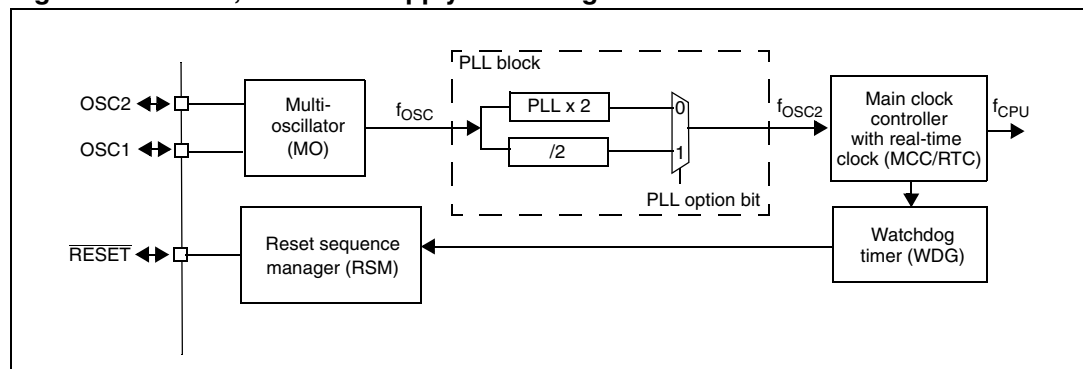 PLL block
OSC2
OSC1
Multi-
oscillator
(MO)
fOSC
PLL x 2
/2
0
1
PLL option bit
fOSC2
Main clock
controller
with real-time
clock (MCC/RTC)
fCPU
RESET
Reset sequence
manager (RSM)
Watchdog
timer (WDG)